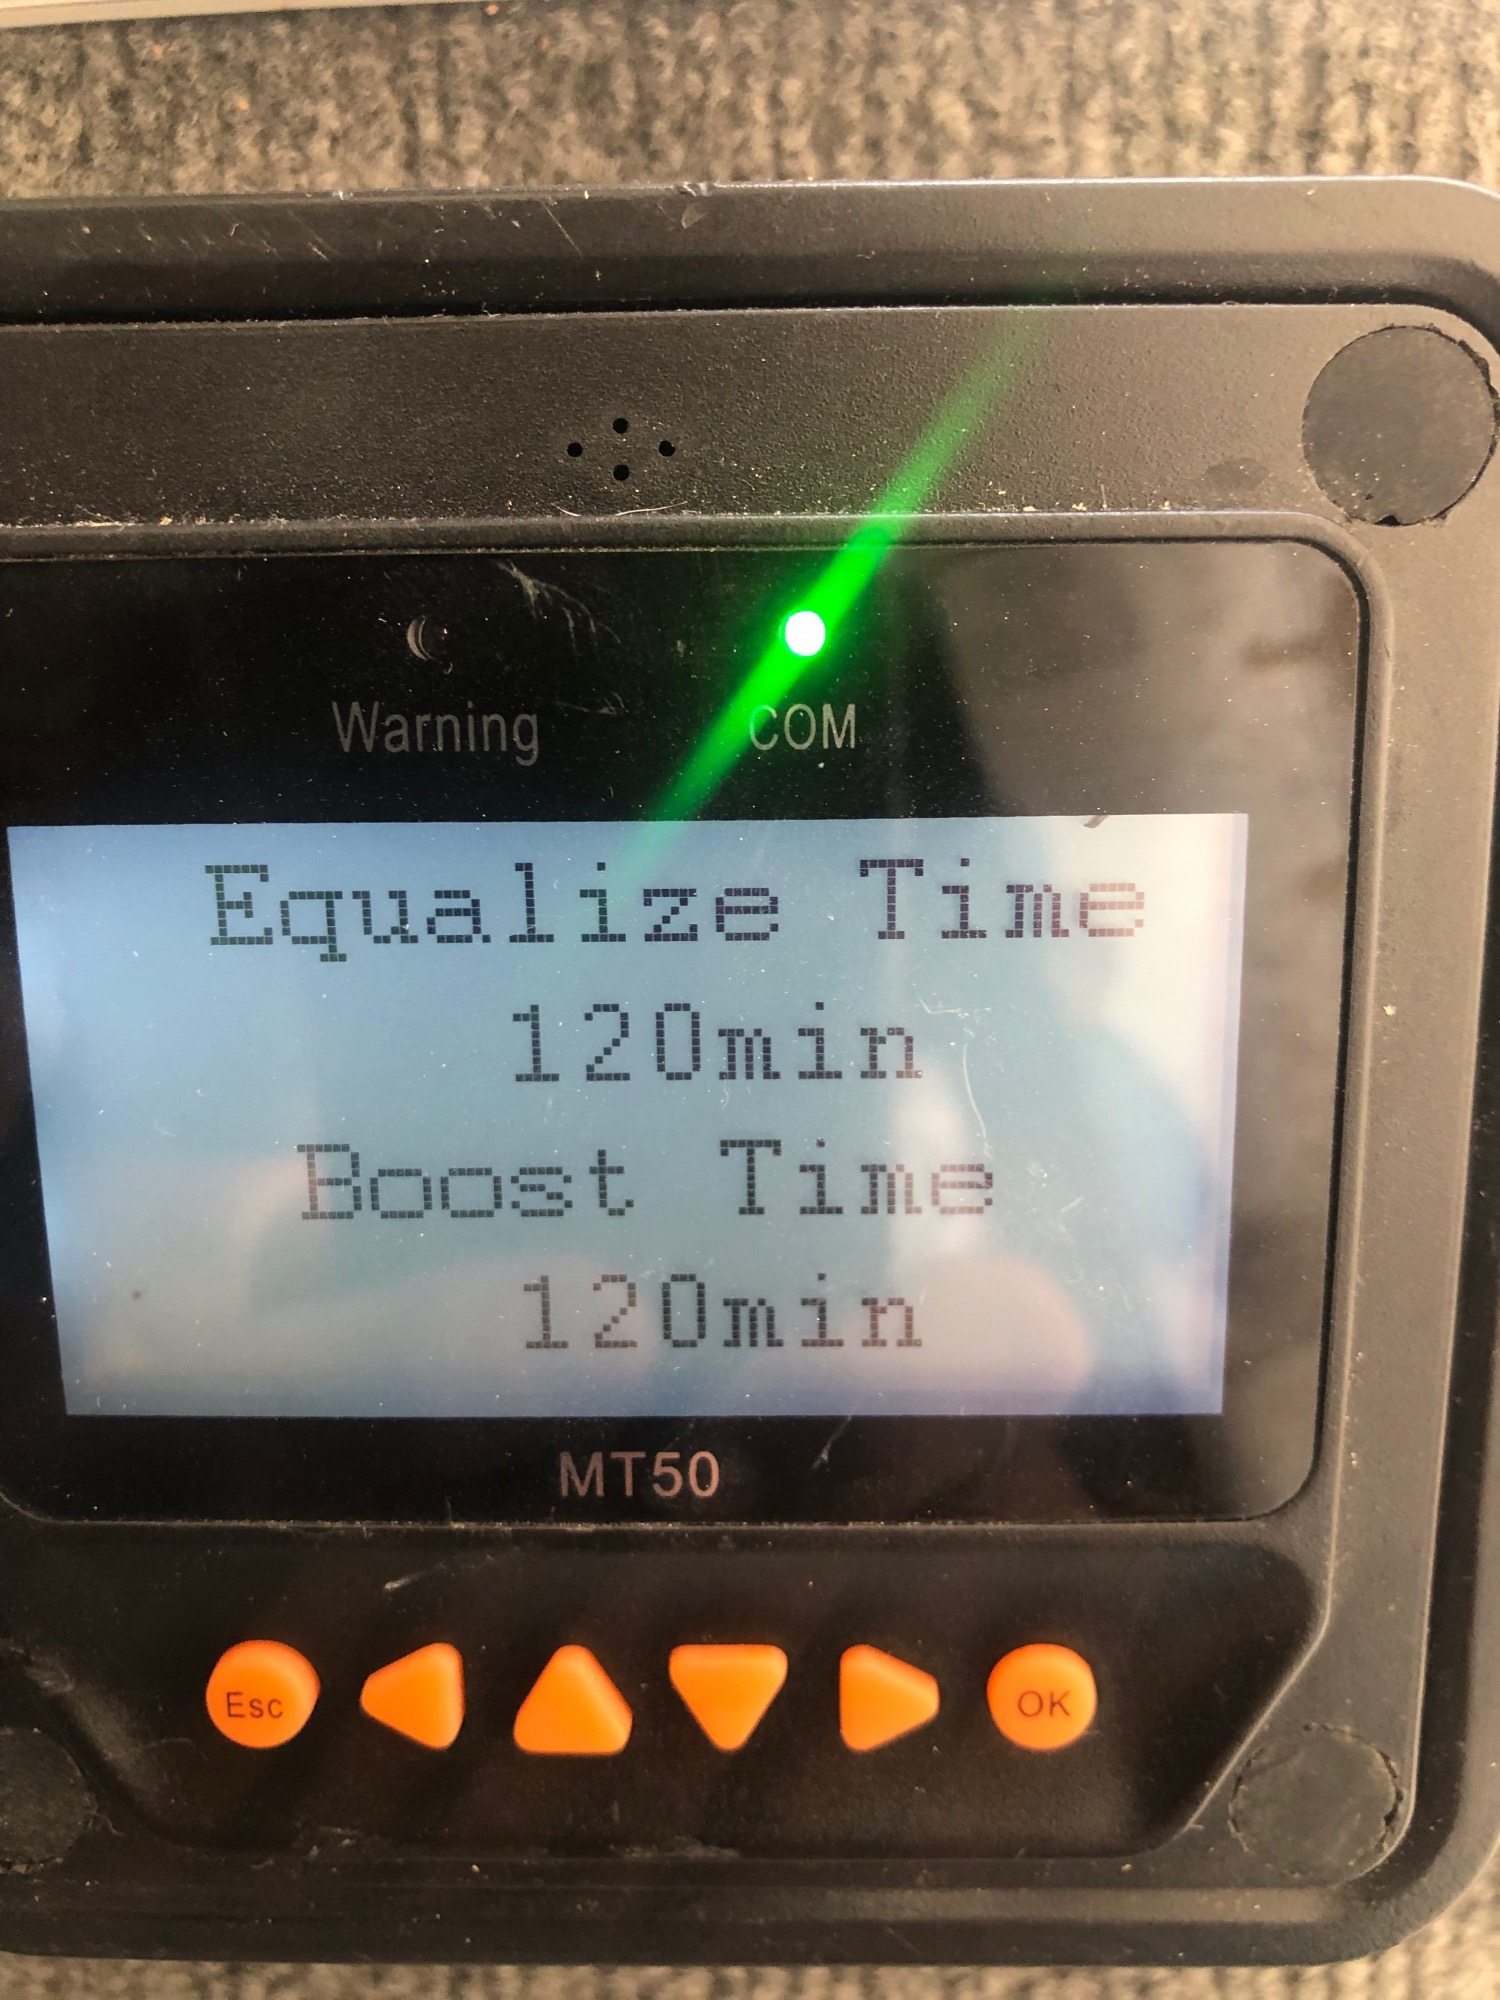 Warning COM
Equalize Time
120min
Boost Time
120min
MT50
Esc OK